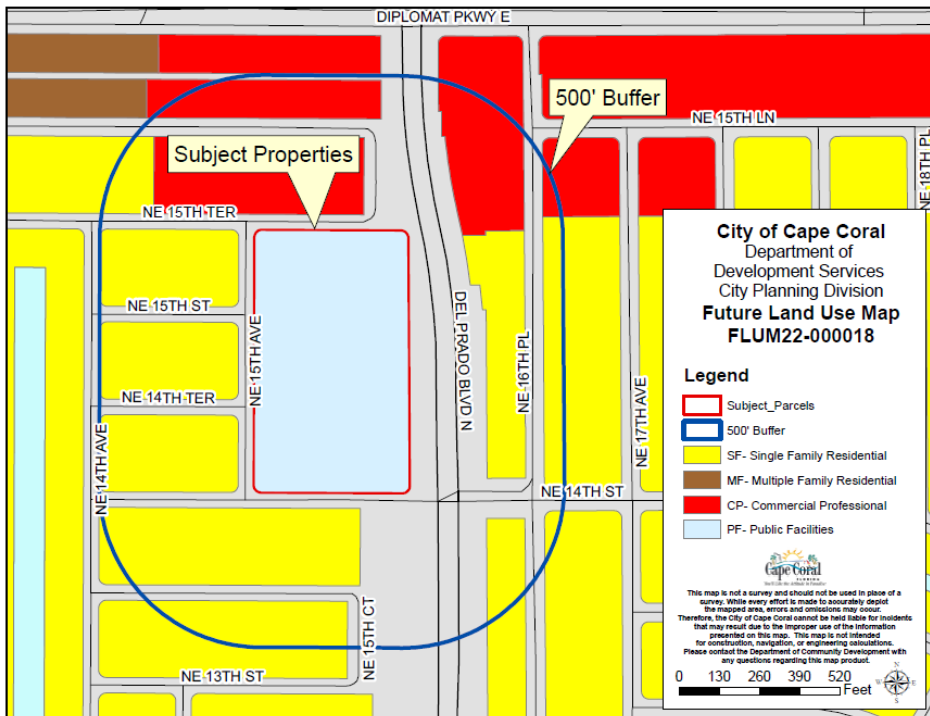 DIPLOMAT PKWY E
500' Buffer
NE 15TH LN
Subject Properties
NE 18TH PL
NE 15TH TER
NE 15TH ST
NE 15TH AVE
DEL PRADO BLVD N
NE 16TH PL
NE 17TH AVE
NE 14TH TER
NE 14TH AVE
NE 14TH ST
NE 15TH CT
NE 13TH ST
City of Cape Coral
Department of
Development Services
City Planning Division
Future Land Use Map
FLUM22-000018
Legend
Subject_Parcels
500' Buffer
SF- Single Family Residential
MF- Multiple Family Residential
CP- Commercial Professional
PF- Public Facilities
Cape Coral
FLORIDA
This map is not a survey and should not be used in place of a
survey. While every effort is made to accurately depict
the mapped area, errors and omissions may occur.
Therefore, the City of Cape Coral cannot be held liable for incidents
that may result due to the improper use of the information
presented on this map. This map is not intended
for construction, navigation, or engineering calculations.
Please contact the Department of Community Development with
any questions regarding this map product.
0 130 260 390 520
Feet
N
W E
S